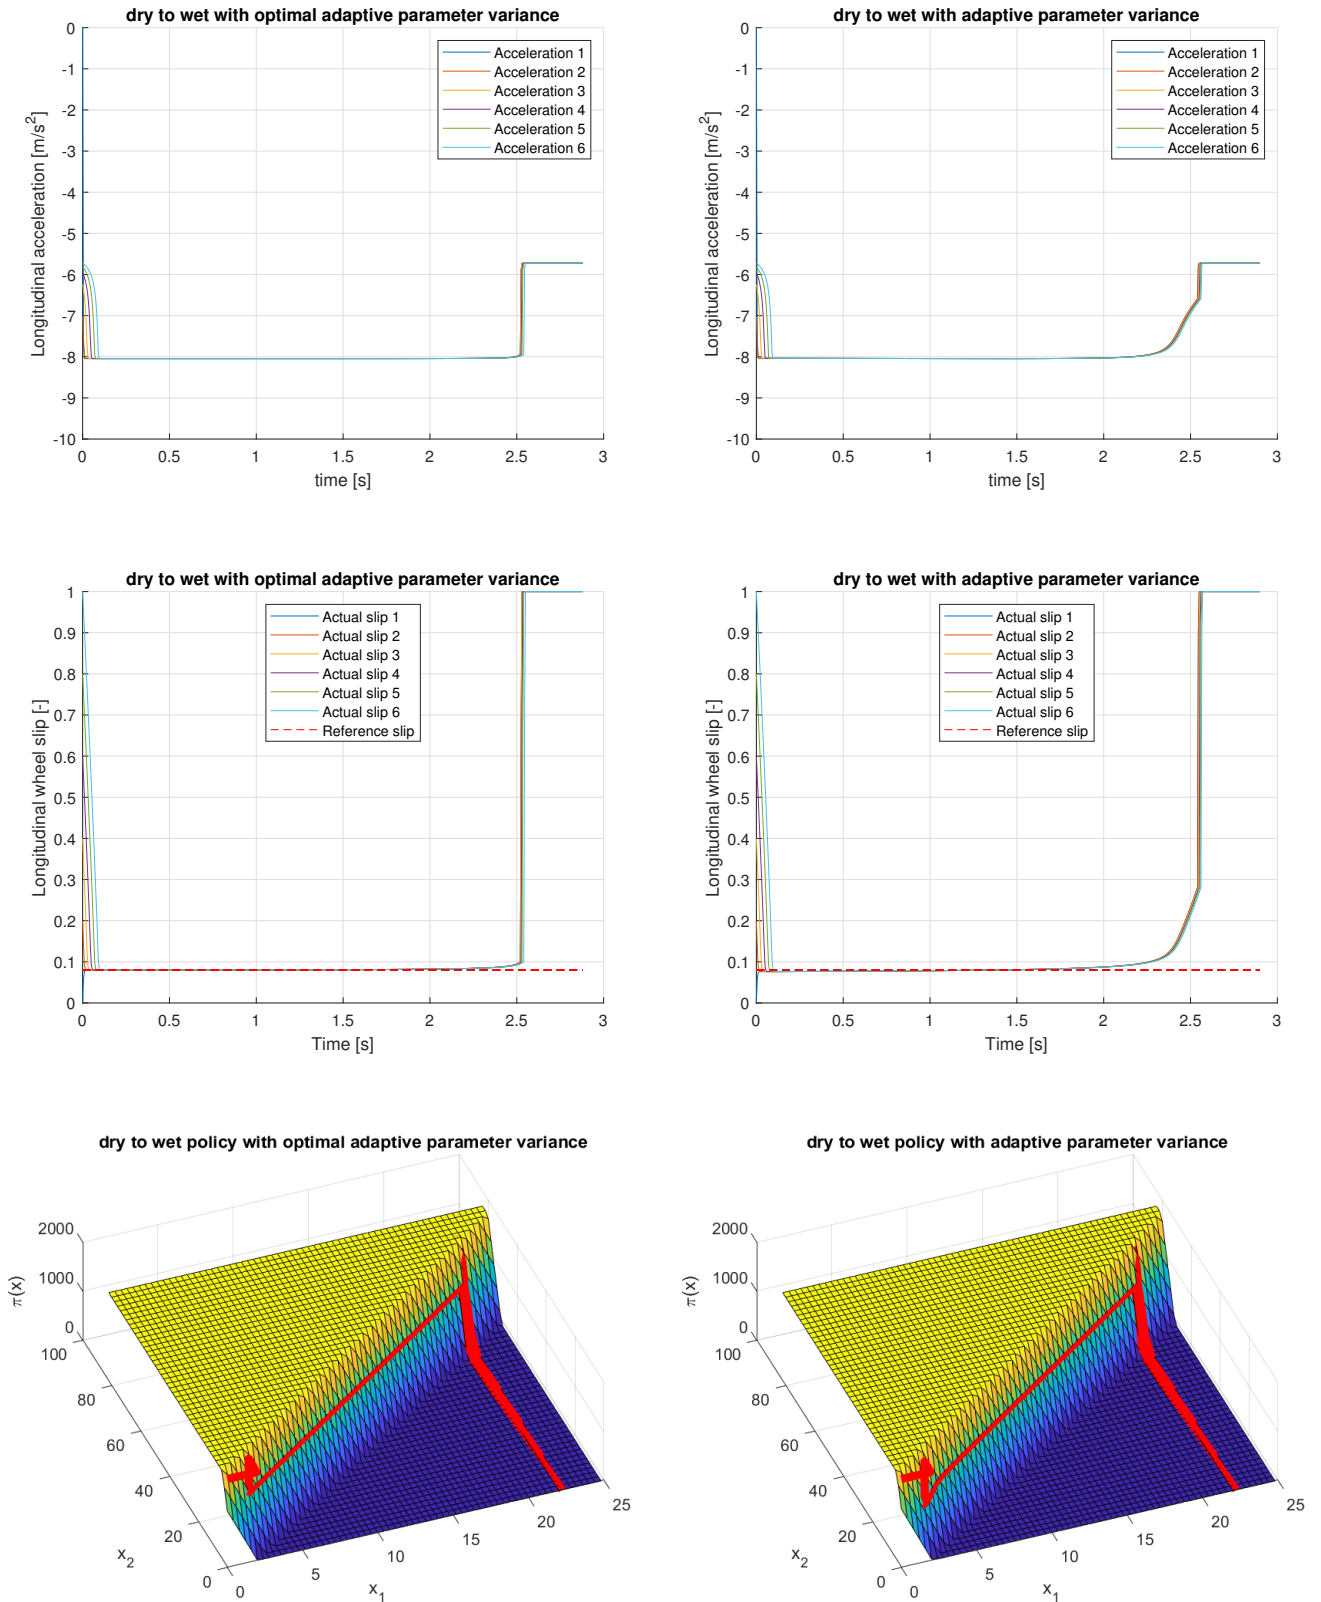 dry to wet with optimal adaptive parameter variance
0
-1
-2
-3
-4
-5
-6
-7
-8
-9
-10
Longitudinal acceleration [m/s²]
Acceleration 1
Acceleration 2
Acceleration 3
Acceleration 4
Acceleration 5
Acceleration 6
0 0.5 1 1.5 2 2.5 3
time [s]
dry to wet with adaptive parameter variance
0
-1
-2
-3
-4
-5
-6
-7
-8
-9
-10
Longitudinal acceleration [m/s²]
Acceleration 1
Acceleration 2
Acceleration 3
Acceleration 4
Acceleration 5
Acceleration 6
0 0.5 1 1.5 2 2.5 3
time [s]
dry to wet with optimal adaptive parameter variance
1
0.9
0.8
0.7
0.6
0.5
0.4
0.3
0.2
0.1
0
Longitudinal wheel slip [-]
Actual slip 1
Actual slip 2
Actual slip 3
Actual slip 4
Actual slip 5
Actual slip 6
Reference slip
0 0.5 1 1.5 2 2.5 3
Time [s]
dry to wet with adaptive parameter variance
1
0.9
0.8
0.7
0.6
0.5
0.4
0.3
0.2
0.1
0
Longitudinal wheel slip [-]
Actual slip 1
Actual slip 2
Actual slip 3
Actual slip 4
Actual slip 5
Actual slip 6
Reference slip
0 0.5 1 1.5 2 2.5 3
Time [s]
dry to wet policy with optimal adaptive parameter variance
2000
1000
0
π(x)
100
80
60
40
20
0
x₂
0
5
10
15
20
25
x₁
dry to wet policy with adaptive parameter variance
2000
1000
0
π(x)
100
80
60
40
20
0
x₂
0
5
10
15
20
25
x₁